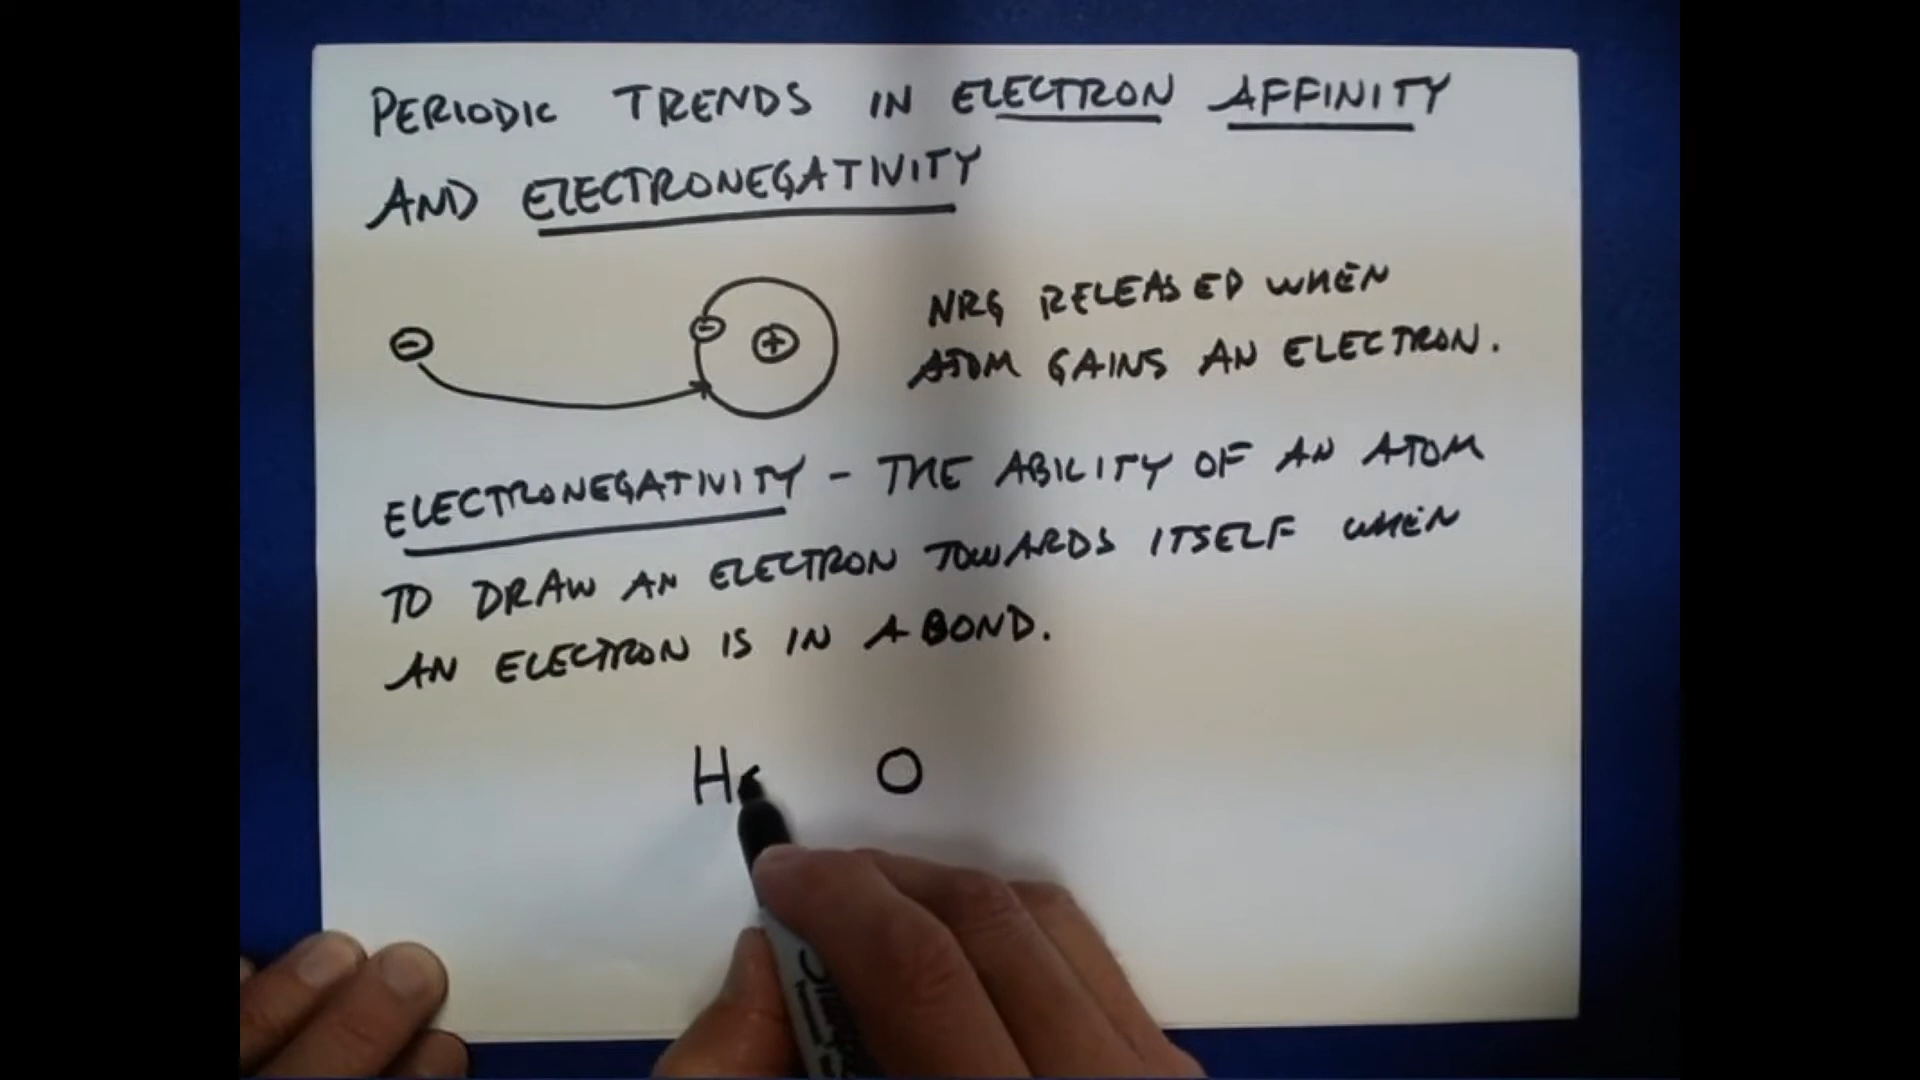 PERIODIC TRENDS IN ELECTRON AFFINITY
AND ELECTRONEGATIVITY
NRG RELEASED WHEN
ATOM GAINS AN ELECTRON.
- - +
ELECTRONEGATIVITY - THE ABILITY OF AN ATOM
TO DRAW AN ELECTRON TOWARDS ITSELF WHEN
AN ELECTRON IS IN A BOND.
H O